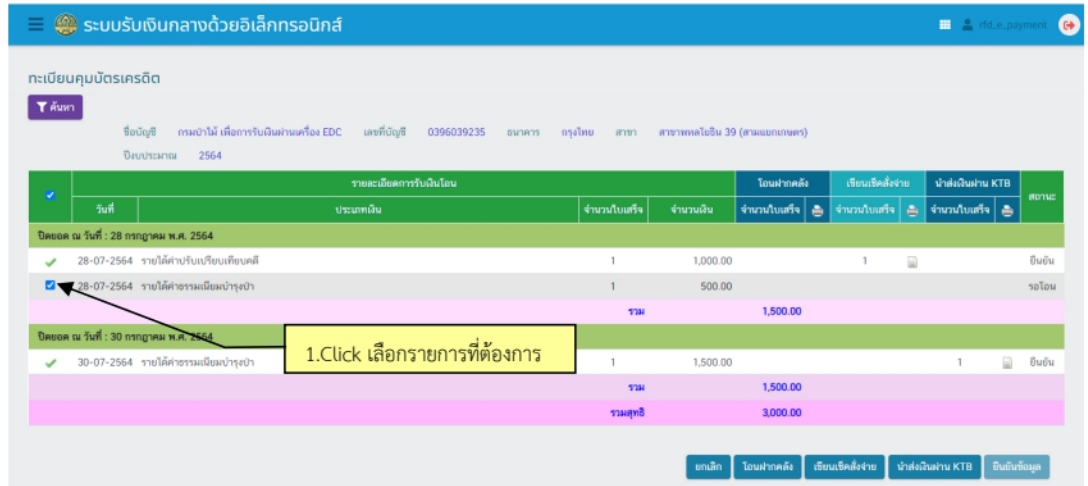 ระบบรับเงินกลางด้วยอิเล็กทรอนิกส์ rfd_e_payment
ทะเบียนคุมบัตรเครดิต
ค้นหา
ชื่อบัญชี กรมป่าไม้ เพื่อการรับเงินผ่านเครื่อง EDC เลขที่บัญชี 0396039235 ธนาคาร กรุงไทย สาขา สาขาพหลโยธิน 39 (สามแยกเกษตร)
ปีงบประมาณ 2564
รายละเอียดการรับเงินโอน โอนฝากคลัง เขียนเช็คสั่งจ่าย นำส่งเงินผ่าน KTB สถานะ
วันที่ ประเภทเงิน จำนวนใบเสร็จ จำนวนเงิน จำนวนใบเสร็จ จำนวนใบเสร็จ จำนวนใบเสร็จ
ปิดยอด ณ วันที่ : 28 กรกฎาคม พ.ศ. 2564
28-07-2564 รายได้ค่าปรับเปรียบเทียบคดี 1 1,000.00 1 ยืนยัน
28-07-2564 รายได้ค่าธรรมเนียมบำรุงป่า 1 500.00 รอโอน
รวม 1,500.00
ปิดยอด ณ วันที่ : 30 กรกฎาคม พ.ศ. 2564
1.Click เลือกรายการที่ต้องการ
30-07-2564 รายได้ค่าธรรมเนียมบำรุงป่า 1 1,500.00 1 ยืนยัน
รวม 1,500.00
รวมสุทธิ 3,000.00
ยกเลิก โอนฝากคลัง เขียนเช็คสั่งจ่าย นำส่งเงินผ่าน KTB ยืนยันข้อมูล